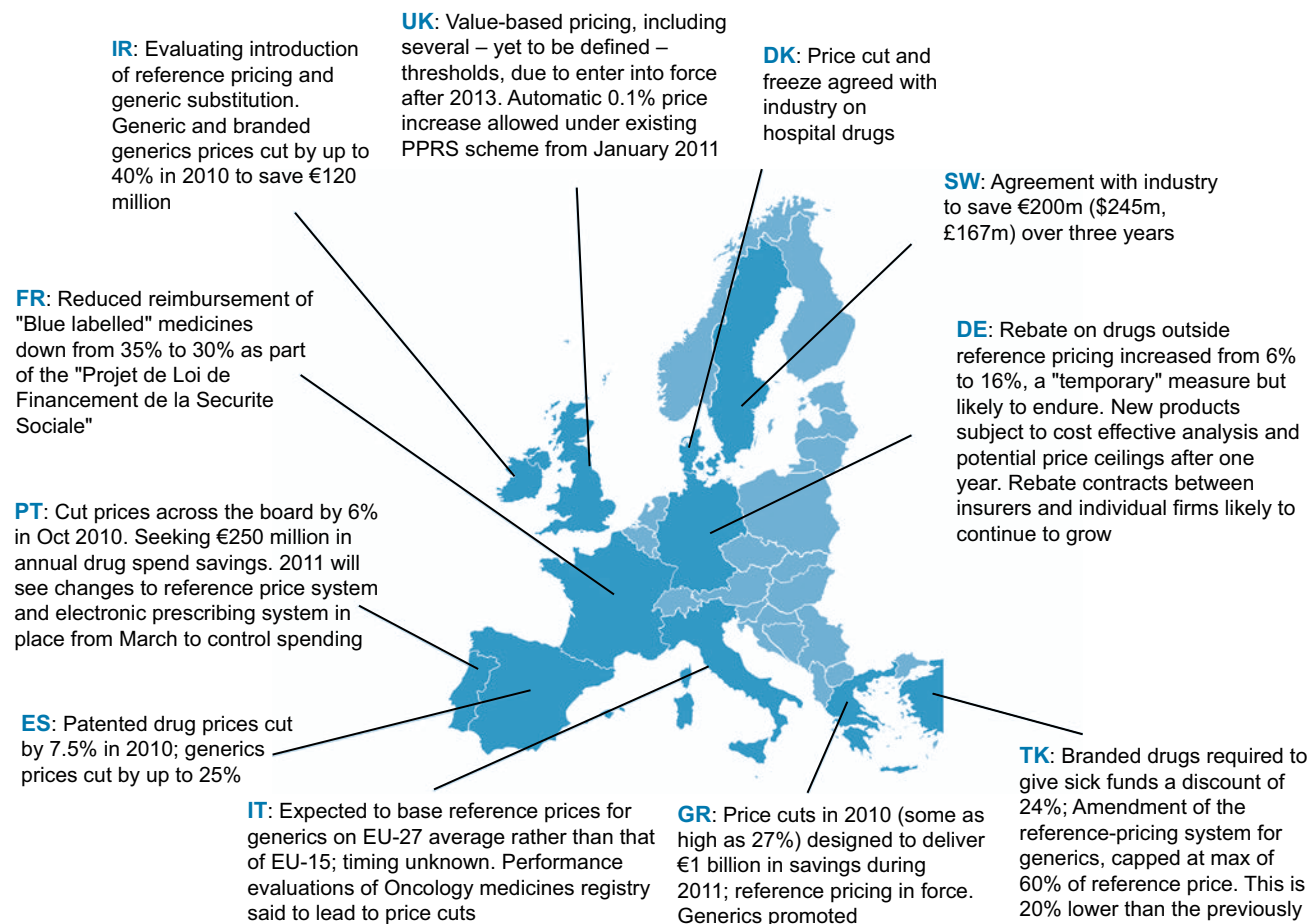 IR: Evaluating introduction
of reference pricing and
generic substitution.
Generic and branded
generics prices cut by up to
40% in 2010 to save €120
million
UK: Value-based pricing, including
several – yet to be defined –
thresholds, due to enter into force
after 2013. Automatic 0.1% price
increase allowed under existing
PPRS scheme from January 2011
DK: Price cut and
freeze agreed with
industry on
hospital drugs
SW: Agreement with industry
to save €200m ($245m,
£167m) over three years
FR: Reduced reimbursement of
"Blue labelled" medicines
down from 35% to 30% as part
of the "Projet de Loi de
Financement de la Securite
Sociale"
DE: Rebate on drugs outside
reference pricing increased from 6%
to 16%, a "temporary" measure but
likely to endure. New products
subject to cost effective analysis and
potential price ceilings after one
year. Rebate contracts between
insurers and individual firms likely to
continue to grow
PT: Cut prices across the board by 6%
in Oct 2010. Seeking €250 million in
annual drug spend savings. 2011 will
see changes to reference price system
and electronic prescribing system in
place from March to control spending
ES: Patented drug prices cut
by 7.5% in 2010; generics
prices cut by up to 25%
IT: Expected to base reference prices for
generics on EU-27 average rather than that
of EU-15; timing unknown. Performance
evaluations of Oncology medicines registry
said to lead to price cuts
GR: Price cuts in 2010 (some as
high as 27%) designed to deliver
€1 billion in savings during
2011; reference pricing in force.
Generics promoted
TK: Branded drugs required to
give sick funds a discount of
24%; Amendment of the
reference-pricing system for
generics, capped at max of
60% of reference price. This is
20% lower than the previously